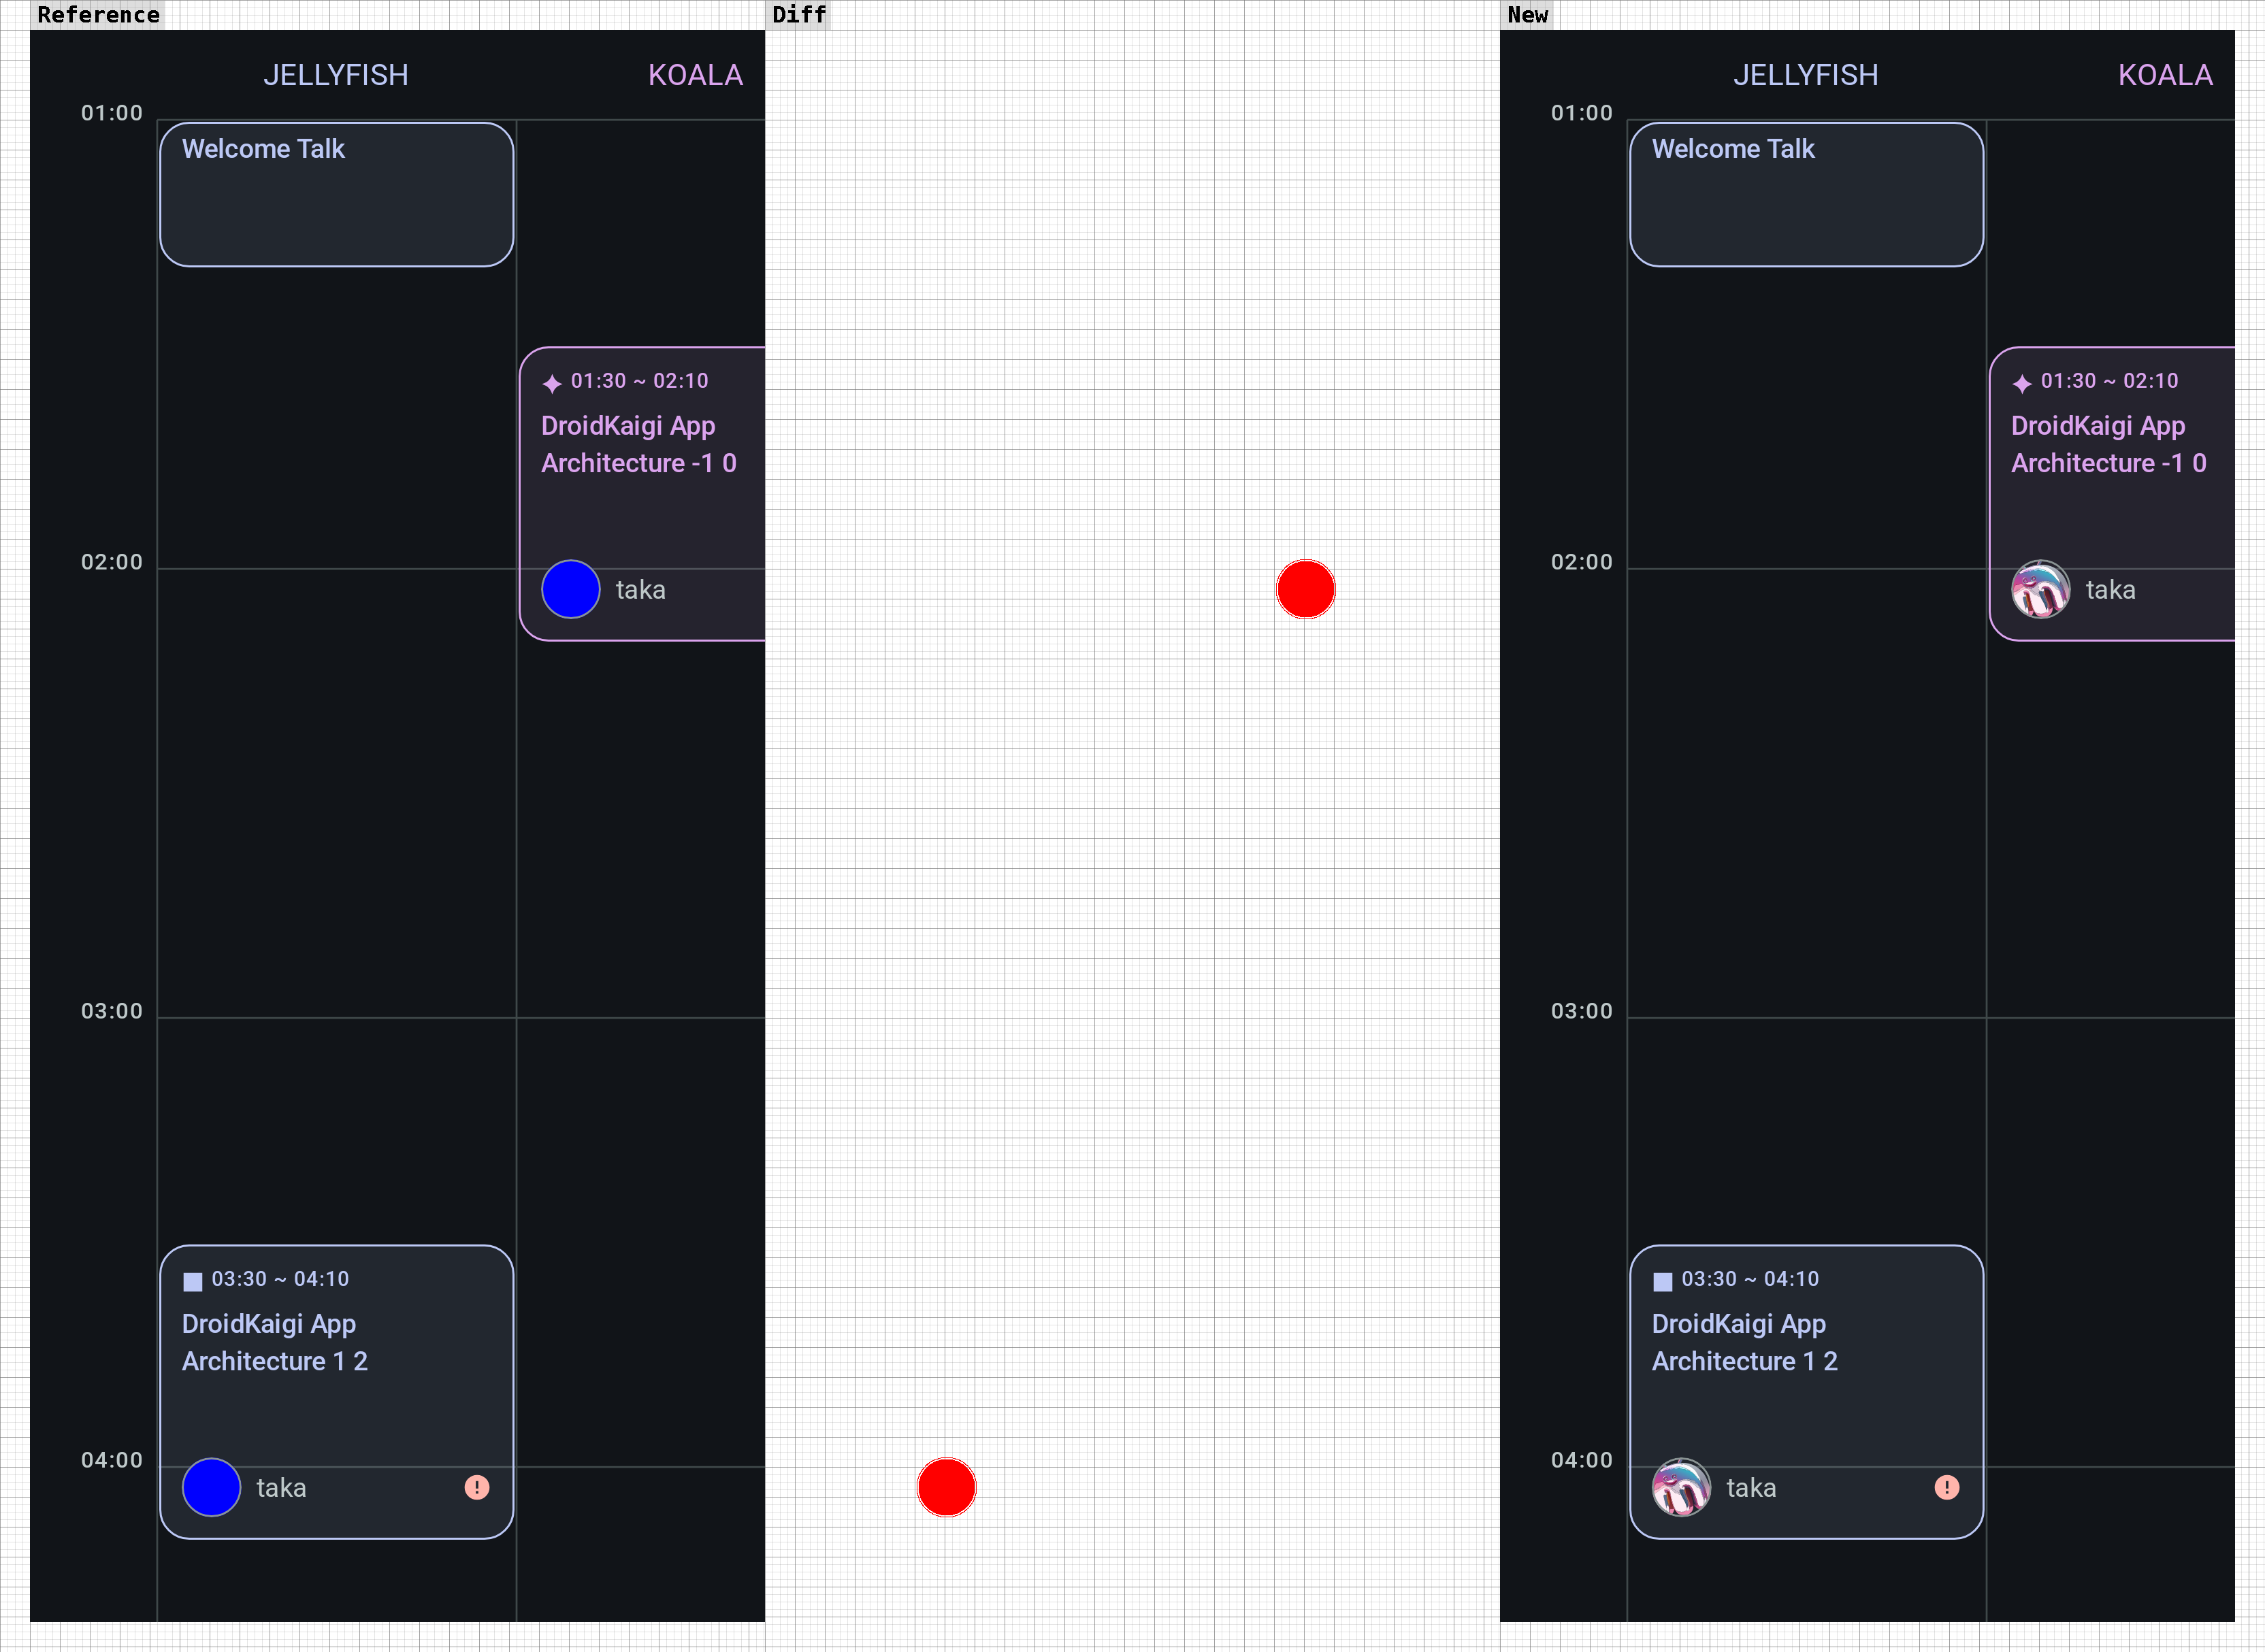 Reference
Diff
New
JELLYFISH
KOALA
01:00
Welcome Talk
01:30 ~ 02:10
DroidKaigi App
Architecture -1 0
02:00
taka
03:00
03:30 ~ 04:10
DroidKaigi App
Architecture 1 2
04:00
taka
!
JELLYFISH
KOALA
01:00
Welcome Talk
01:30 ~ 02:10
DroidKaigi App
Architecture -1 0
02:00
taka
03:00
03:30 ~ 04:10
DroidKaigi App
Architecture 1 2
04:00
taka
!